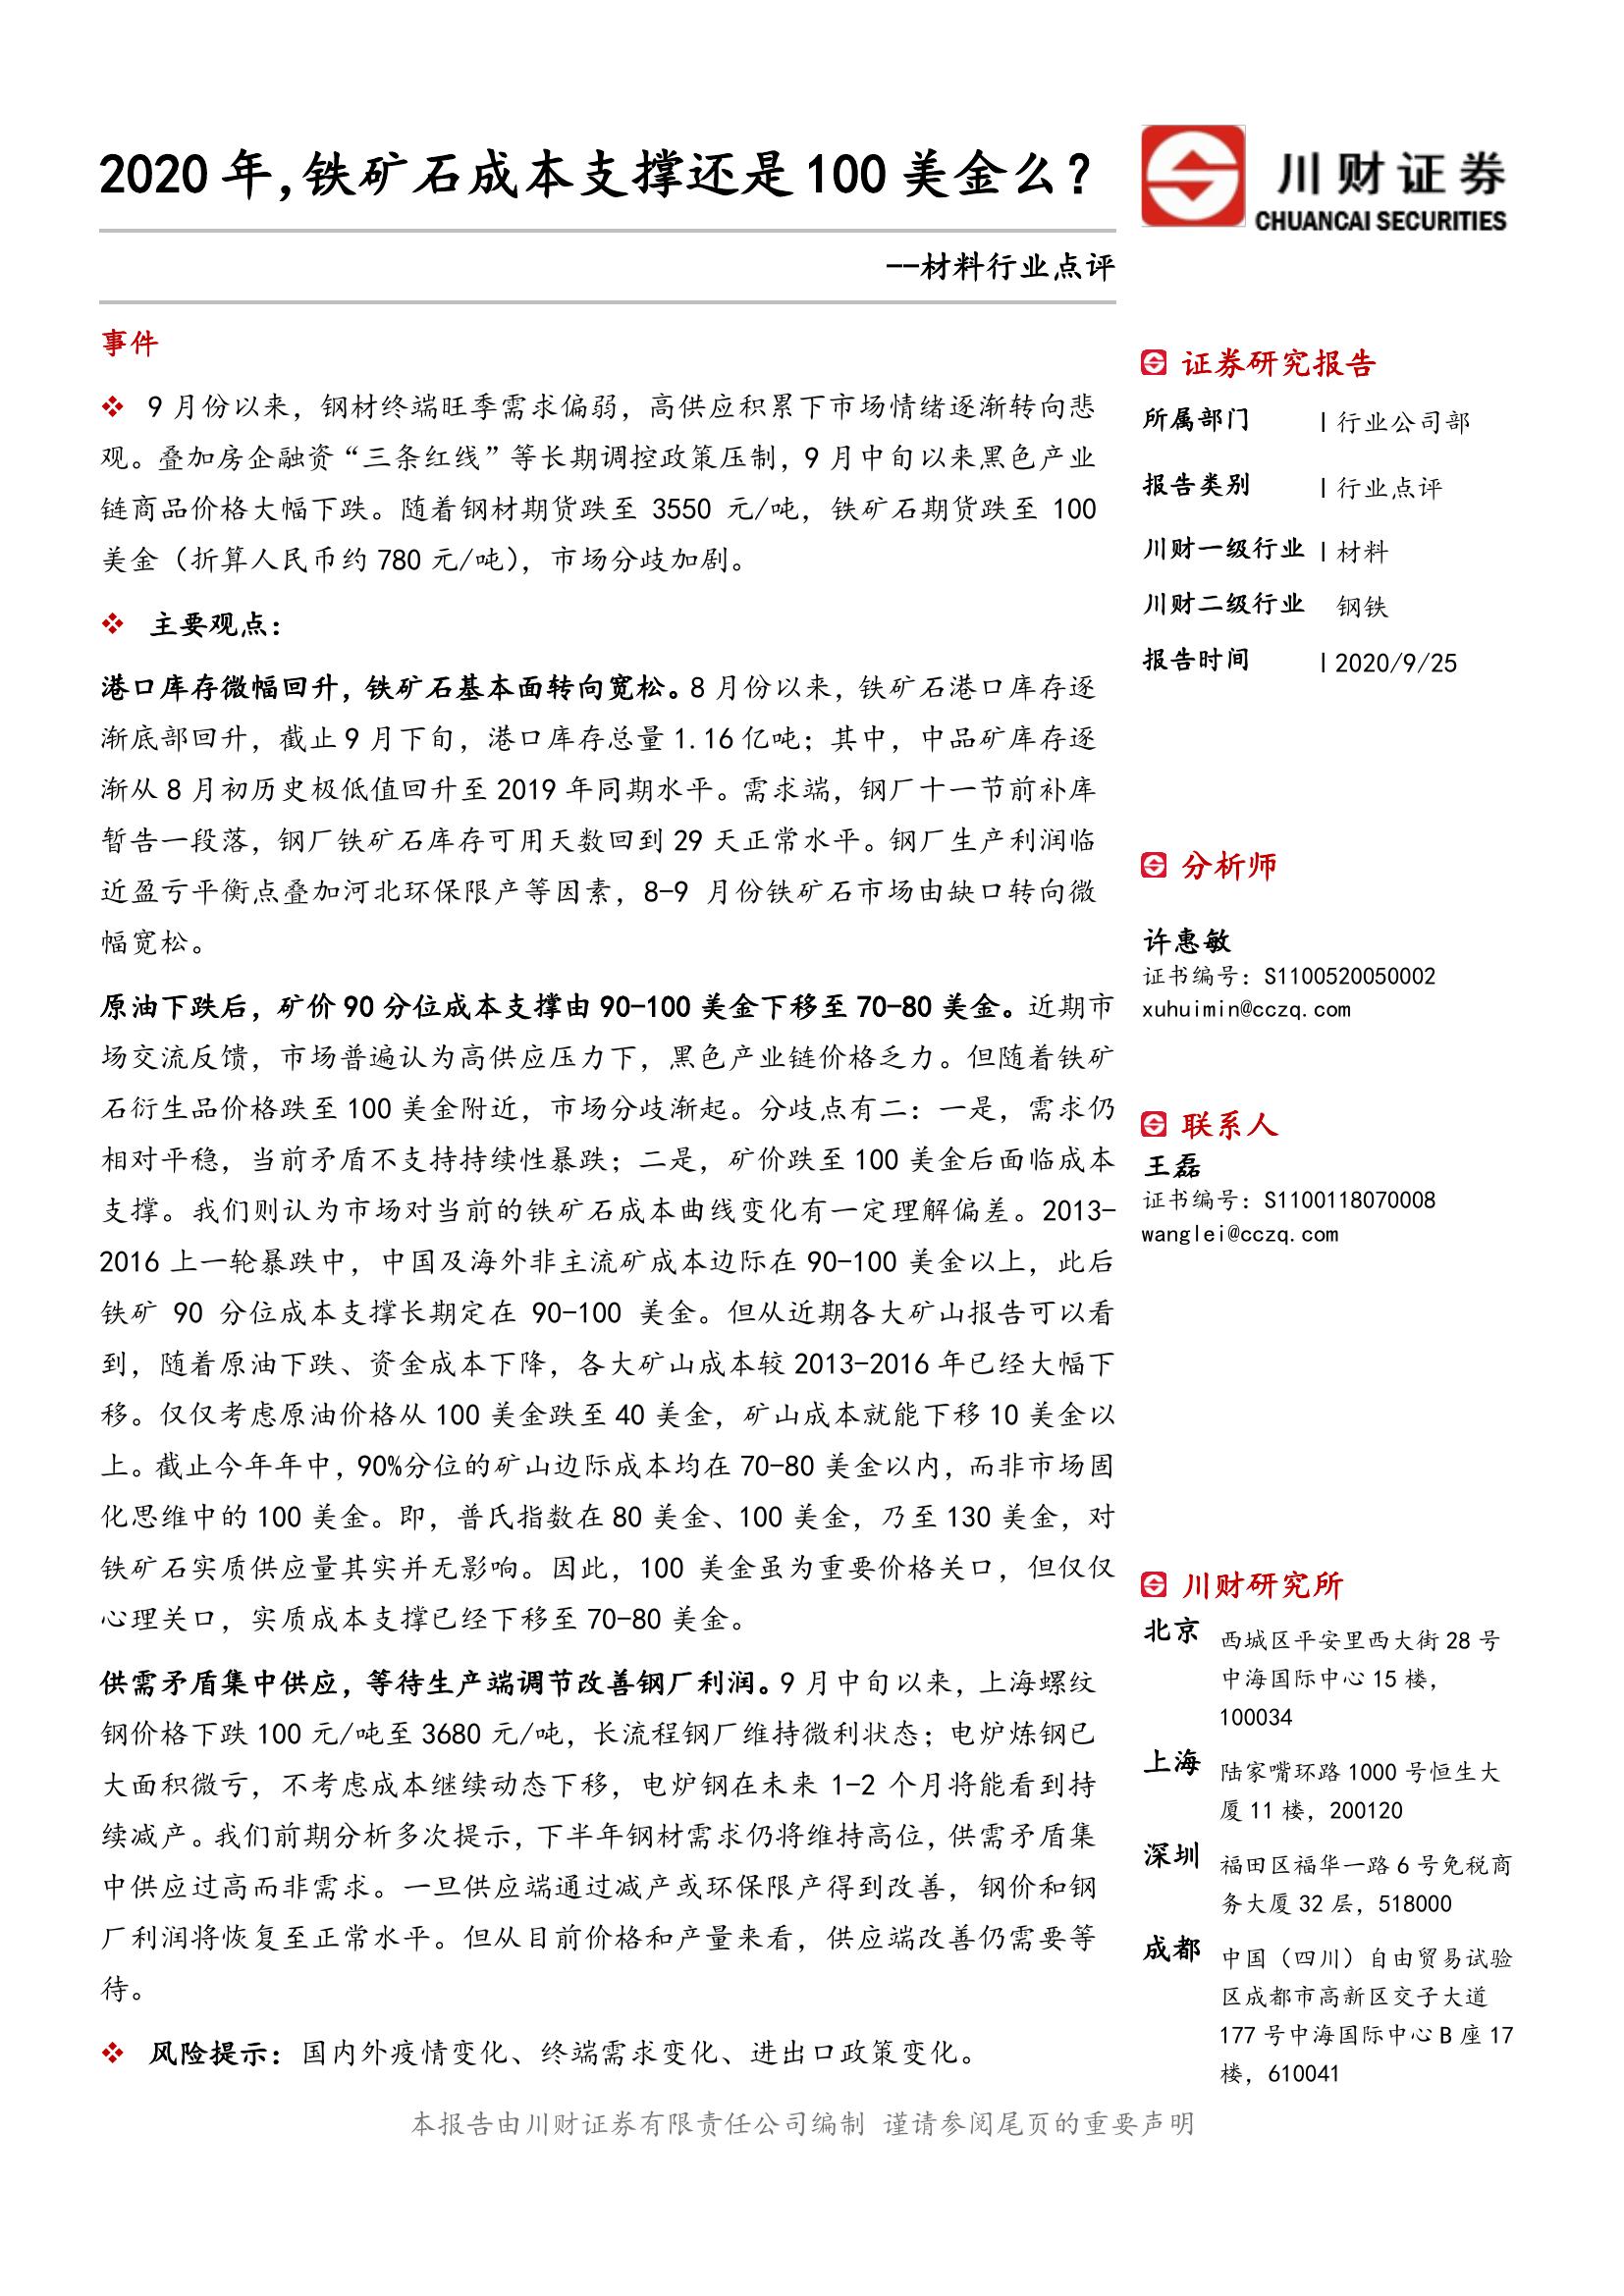 2020 年,铁矿石成本支撑还是 100 美金么？
--材料行业点评
川财证券
CHUANCAI SECURITIES
事件
9 月份以来，钢材终端旺季需求偏弱，高供应积累下市场情绪逐渐转向悲
观。叠加房企融资“三条红线”等长期调控政策压制，9 月中旬以来黑色产业
链商品价格大幅下跌。随着钢材期货跌至 3550 元/吨，铁矿石期货跌至 100
美金（折算人民币约 780 元/吨），市场分歧加剧。
主要观点：
港口库存微幅回升，铁矿石基本面转向宽松。8 月份以来，铁矿石港口库存逐
渐底部回升，截止 9 月下旬，港口库存总量 1.16 亿吨；其中，中品矿库存逐
渐从 8 月初历史极低值回升至 2019 年同期水平。需求端，钢厂十一节前补库
暂告一段落，钢厂铁矿石库存可用天数回到 29 天正常水平。钢厂生产利润临
近盈亏平衡点叠加河北环保限产等因素，8-9 月份铁矿石市场由缺口转向微
幅宽松。
原油下跌后，矿价 90 分位成本支撑由 90-100 美金下移至 70-80 美金。近期市
场交流反馈，市场普遍认为高供应压力下，黑色产业链价格乏力。但随着铁矿
石衍生品价格跌至 100 美金附近，市场分歧渐起。分歧点有二：一是，需求仍
相对平稳，当前矛盾不支持持续性暴跌；二是，矿价跌至 100 美金后面临成本
支撑。我们则认为市场对当前的铁矿石成本曲线变化有一定理解偏差。2013-
2016 上一轮暴跌中，中国及海外非主流矿成本边际在 90-100 美金以上，此后
铁矿 90 分位成本支撑长期定在 90-100 美金。但从近期各大矿山报告可以看
到，随着原油下跌、资金成本下降，各大矿山成本较 2013-2016 年已经大幅下
移。仅仅考虑原油价格从 100 美金跌至 40 美金，矿山成本就能下移 10 美金以
上。截止今年年中，90%分位的矿山边际成本均在 70-80 美金以内，而非市场固
化思维中的 100 美金。即，普氏指数在 80 美金、100 美金，乃至 130 美金，对
铁矿石实质供应量其实并无影响。因此，100 美金虽为重要价格关口，但仅仅
心理关口，实质成本支撑已经下移至 70-80 美金。
供需矛盾集中供应，等待生产端调节改善钢厂利润。9 月中旬以来，上海螺纹
钢价格下跌 100 元/吨至 3680 元/吨，长流程钢厂维持微利状态；电炉炼钢已
大面积微亏，不考虑成本继续动态下移，电炉钢在未来 1-2 个月将能看到持
续减产。我们前期分析多次提示，下半年钢材需求仍将维持高位，供需矛盾集
中供应过高而非需求。一旦供应端通过减产或环保限产得到改善，钢价和钢
厂利润将恢复至正常水平。但从目前价格和产量来看，供应端改善仍需要等
待。
风险提示：国内外疫情变化、终端需求变化、进出口政策变化。
证券研究报告
所属部门 | 行业公司部
报告类别 | 行业点评
川财一级行业 | 材料
川财二级行业 钢铁
报告时间 | 2020/9/25
分析师
许惠敏
证书编号：S1100520050002
xuhuimin@cczq.com
联系人
王磊
证书编号：S1100118070008
wanglei@cczq.com
川财研究所
北京 西城区平安里西大街 28 号
中海国际中心 15 楼，
100034
上海 陆家嘴环路 1000 号恒生大
厦 11 楼，200120
深圳 福田区福华一路 6 号免税商
务大厦 32 层，518000
成都 中国（四川）自由贸易试验
区成都市高新区交子大道
177 号中海国际中心 B 座 17
楼，610041
本报告由川财证券有限责任公司编制 谨请参阅尾页的重要声明